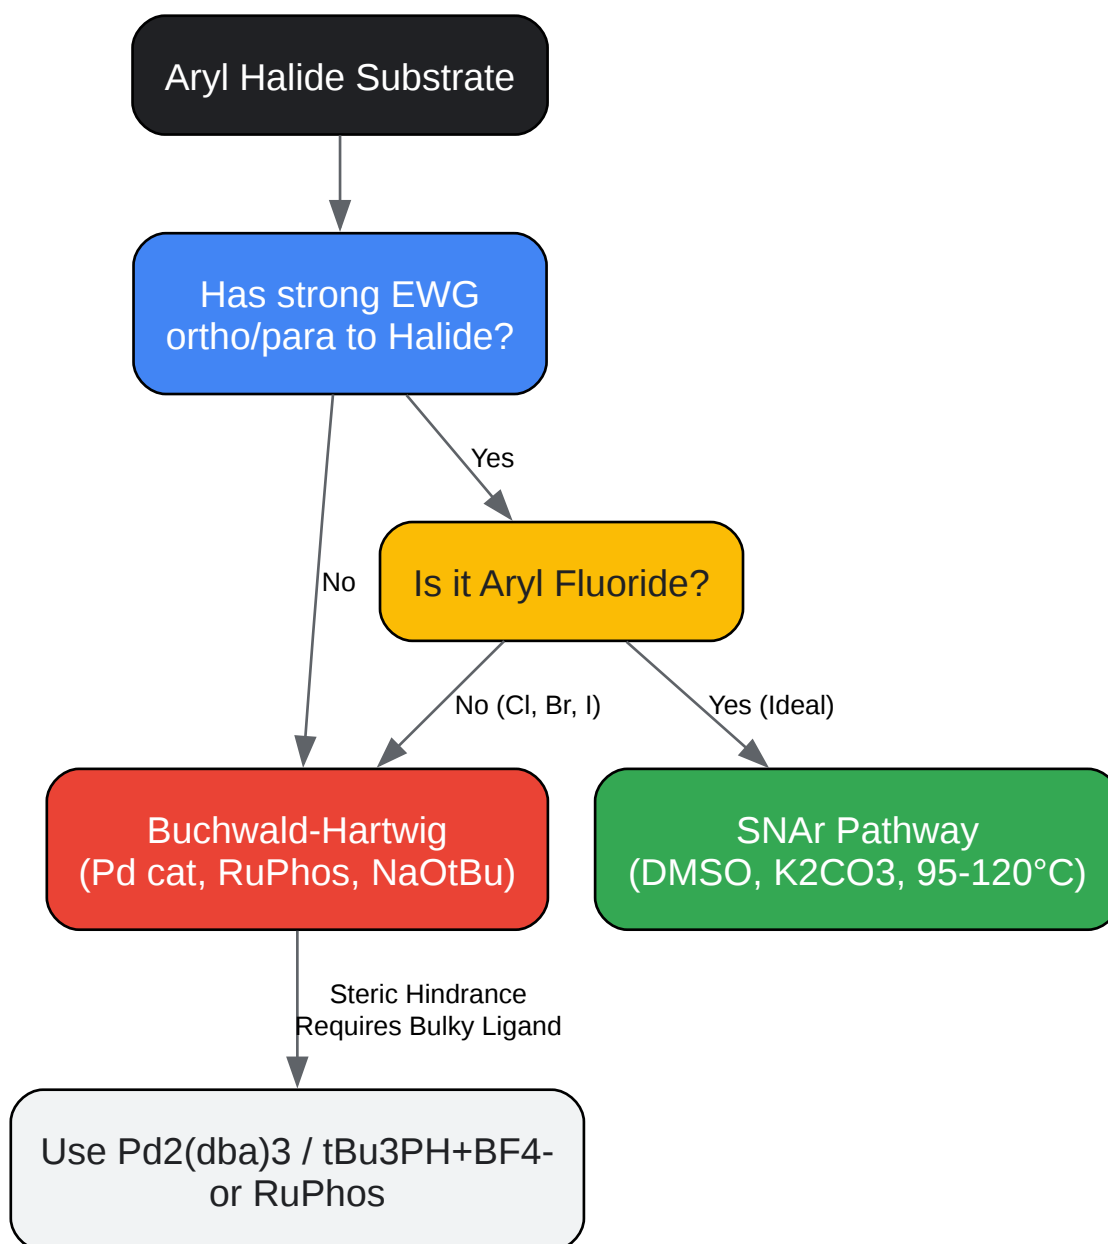 Aryl Halide Substrate
Has strong EWG
ortho/para to Halide?
Yes
No
Is it Aryl Fluoride?
No (Cl, Br, I)
Yes (Ideal)
Buchwald-Hartwig
(Pd cat, RuPhos, NaOtBu)
SNAr Pathway
(DMSO, K2CO3, 95-120°C)
Steric Hindrance
Requires Bulky Ligand
Use Pd2(dba)3 / tBu3PH+BF4-
or RuPhos